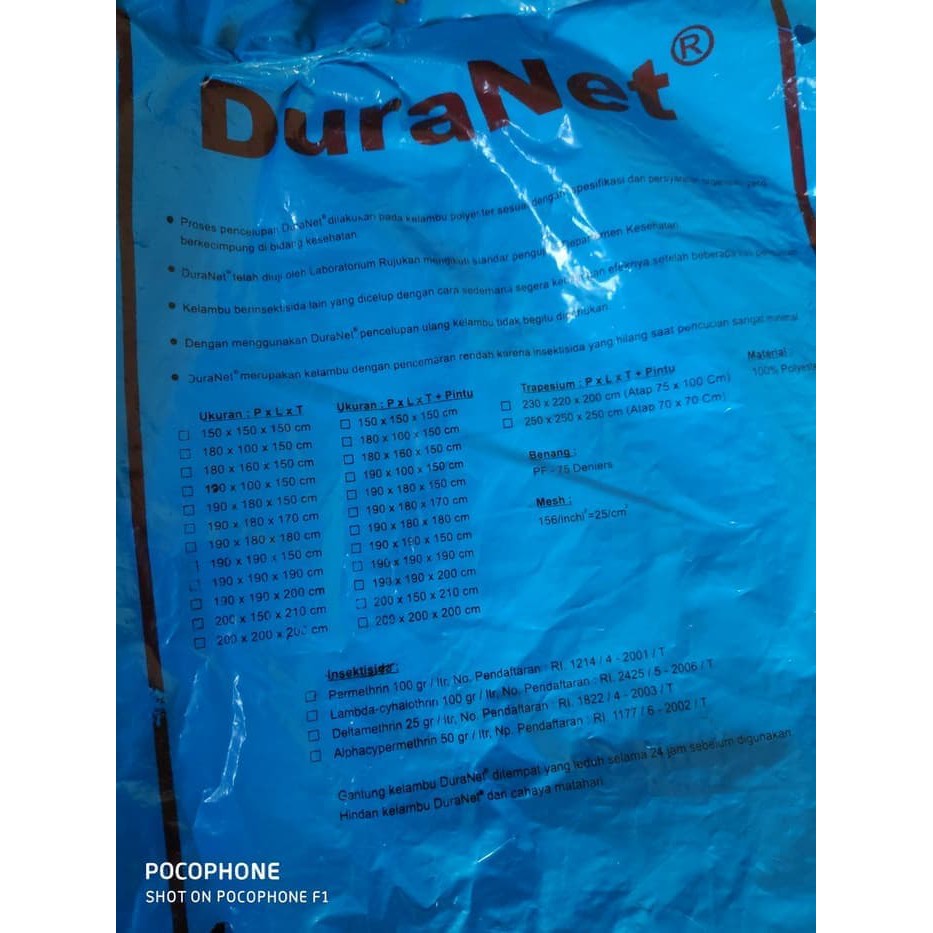 DuraNet®
• Proses pencelupan DuraNet® dilakukan pada kelambu polyester sesuai dengan spesifikasi dan yang
berkecimpung di bidang kesehatan.
• DuraNet® telah diuji oleh Laboratorium Rujukan mengikuti standar Departemen Kesehatan
• Kelambu berinsektisida lain yang dicelup dengan cara sederhana segera efeknya setelah beberapa
• Dengan menggunakan DuraNet® pencelupan ulang kelambu tidak begitu
• DuraNet® merupakan kelambu dengan pencemaran rendah karena insektisida yang hilang saat pencucian sangat minimal
Ukuran : P x L x T
☐ 150 x 150 x 150 cm
☐ 180 x 100 x 150 cm
☐ 180 x 160 x 150 cm
☐ 190 x 100 x 150 cm
☐ 190 x 180 x 150 cm
☐ 190 x 180 x 170 cm
☐ 190 x 180 x 180 cm
☐ 190 x 190 x 150 cm
☐ 190 x 190 x 190 cm
☐ 190 x 190 x 200 cm
☐ 200 x 150 x 210 cm
☐ 200 x 200 x cm
Ukuran : P x L x T + Pintu
☐ 150 x 150 x 150 cm
☐ 180 x 100 x 150 cm
☐ 180 x 160 x 150 cm
☐ 190 x 100 x 150 cm
☐ 190 x 180 x 150 cm
☐ 190 x 180 x 170 cm
☐ 190 x 180 x 180 cm
☐ 190 x 190 x 150 cm
☐ 190 x 190 x 190 cm
☐ 190 x 190 x 200 cm
☐ 200 x 150 x 210 cm
☐ 200 x 200 x 200 cm
Trapesium : P x L x T + Pintu
☐ 230 x 220 x 200 cm (Atap 75 x 100 Cm)
☐ 250 x 250 x 250 cm (Atap 70 x 70 Cm)
Benang :
PF - 75 Deniers
Mesh :
156/inchi²=25/cm²
Material :
100% Polyeste
Insektisida :
☐ Permethrin 100 gr / ltr, No. Pendaftaran : RI. 1214 / 4 - 2001 / T
☐ Lambda-cyhalothrin 100 gr / ltr, No. Pendaftaran : RI. 2425 / 5 - 2006 / T
☐ Deltamethrin 25 gr / ltr, No. Pendaftaran : RI. 1822 / 4 - 2003 / T
☐ Alphacypermethrin 50 gr / ltr, Np. Pendaftaran : RI 1177 / 6 - 2002 / T
Gantung kelambu DuraNet® ditempat yang teduh selama 24 jam sebelum digunakan
Hindari kelambu DuraNet® dari cahaya matahari
POCOPHONE
SHOT ON POCOPHONE F1